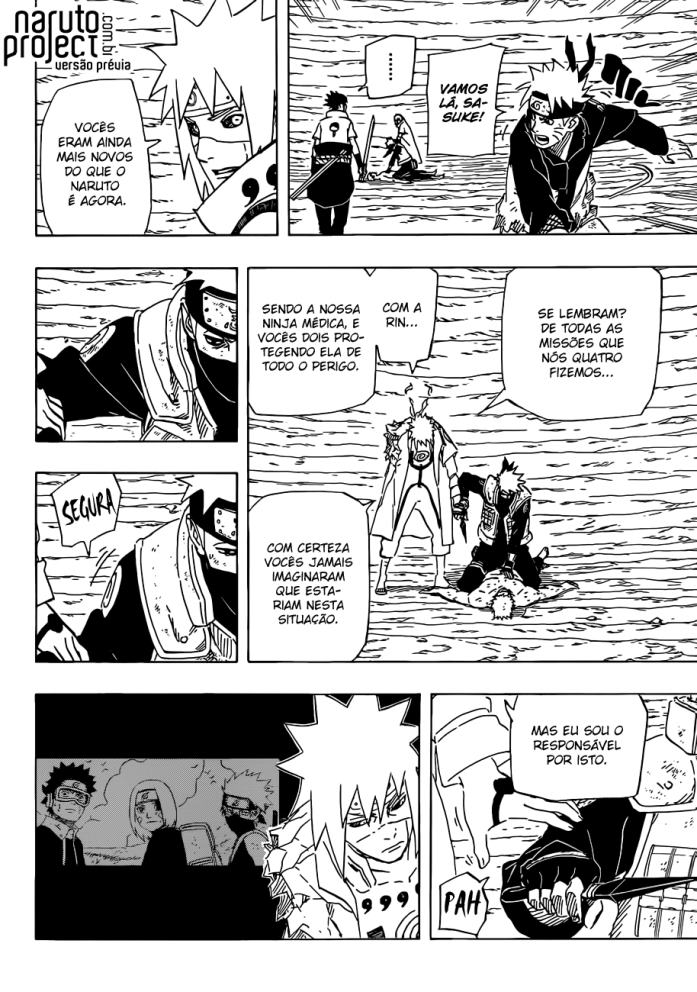 naruto
project
.com.br
versão prévia
VAMOS
LÁ, SA-
SUKE!
......
VOCÊS
ERAM AINDA
MAIS NOVOS
DO QUE O
NARUTO
É AGORA.
SE LEMBRAM?
DE TODAS AS
MISSÕES QUE
NÓS QUATRO
FIZEMOS...
COM A
RIN...
SENDO A NOSSA
NINJA MÉDICA, E
VOCÊS DOIS PRO-
TEGENDO ELA DE
TODO O PERIGO.
COM CERTEZA
VOCÊS JAMAIS
IMAGINARAM
QUE ESTA-
RIAM NESTA
SITUAÇÃO.
SEGURA
MAS EU SOU O
RESPONSÁVEL
POR ISTO.
PAH